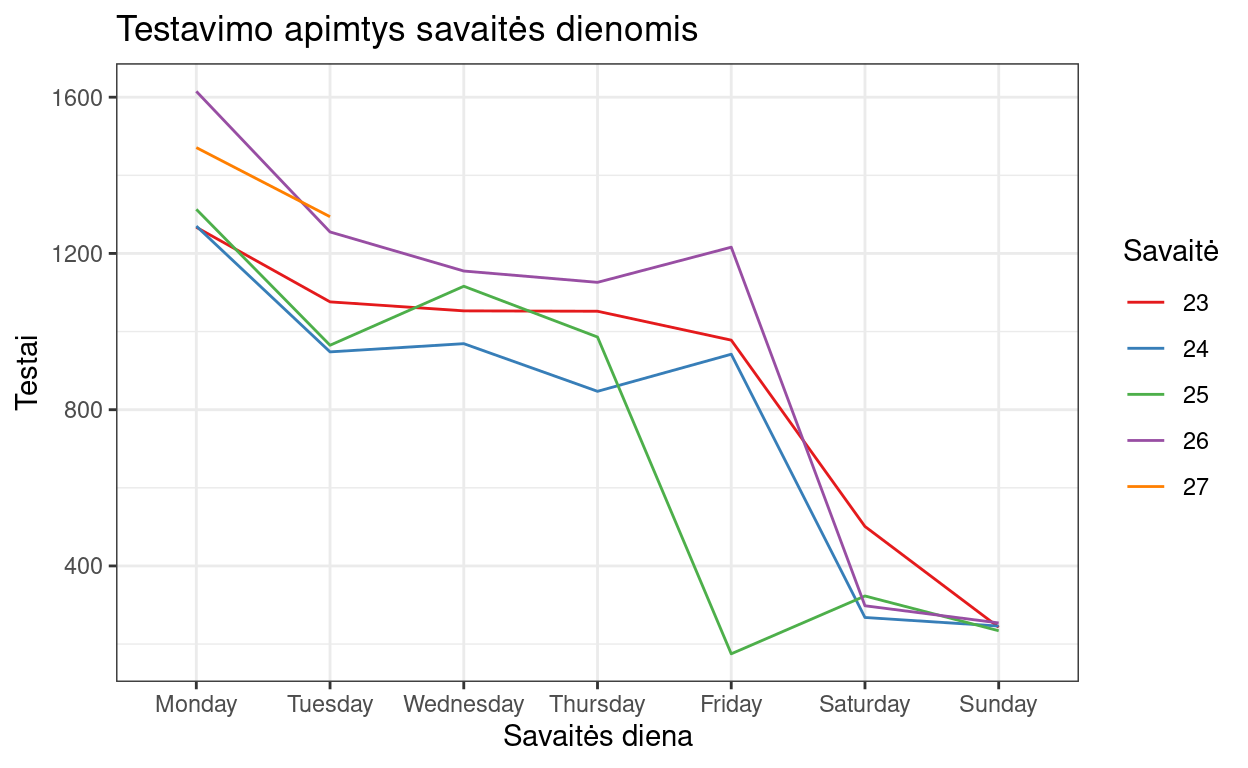 Testavimo apimtys savaitės dienomis
1600
1200
800
400
Testai
Monday Tuesday Wednesday Thursday Friday Saturday Sunday
Savaitės diena
Savaitė
23
24
25
26
27